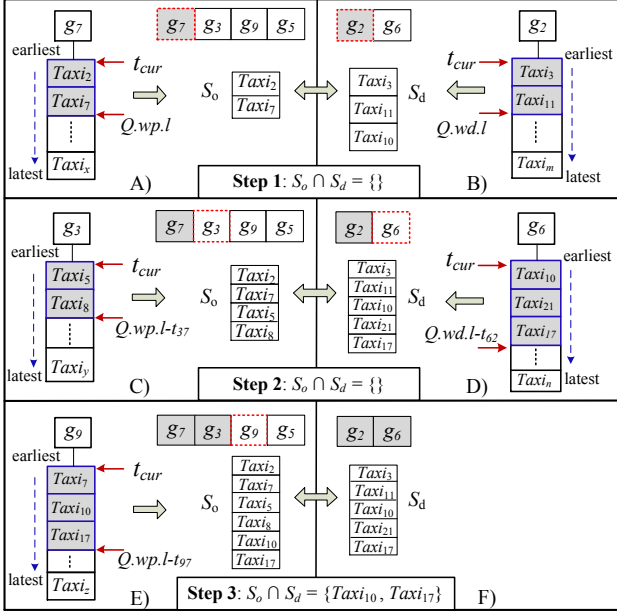 g7
g7 g3 g9 g5
g2 g6
g2
earliest
Taxi2
Taxi7
Taxix
latest
tcur
Q.wp.l
So
Taxi2
Taxi7
Taxi3
Taxi11
Taxi10
Sd
tcur
Q.wd.l
earliest
Taxi3
Taxi11
Taxim
latest
A)
Step 1: So ∩ Sd = {}
B)
g3
g7 g3 g9 g5
g2 g6
g6
earliest
Taxi5
Taxi8
Taxiy
latest
tcur
Q.wp.l-t37
So
Taxi2
Taxi7
Taxi5
Taxi8
Taxi3
Taxi11
Taxi10
Taxi21
Taxi17
Sd
tcur
Q.wd.l-t62
earliest
Taxi10
Taxi21
Taxi17
Taxin
latest
C)
Step 2: So ∩ Sd = {}
D)
g9
g7 g3 g9 g5
g2 g6
earliest
Taxi7
Taxi10
Taxi17
Taxiz
latest
tcur
Q.wp.l-t97
So
Taxi2
Taxi7
Taxi5
Taxi8
Taxi10
Taxi17
Taxi3
Taxi11
Taxi10
Taxi21
Taxi17
Sd
E)
Step 3: So ∩ Sd = {Taxi10 , Taxi17}
F)